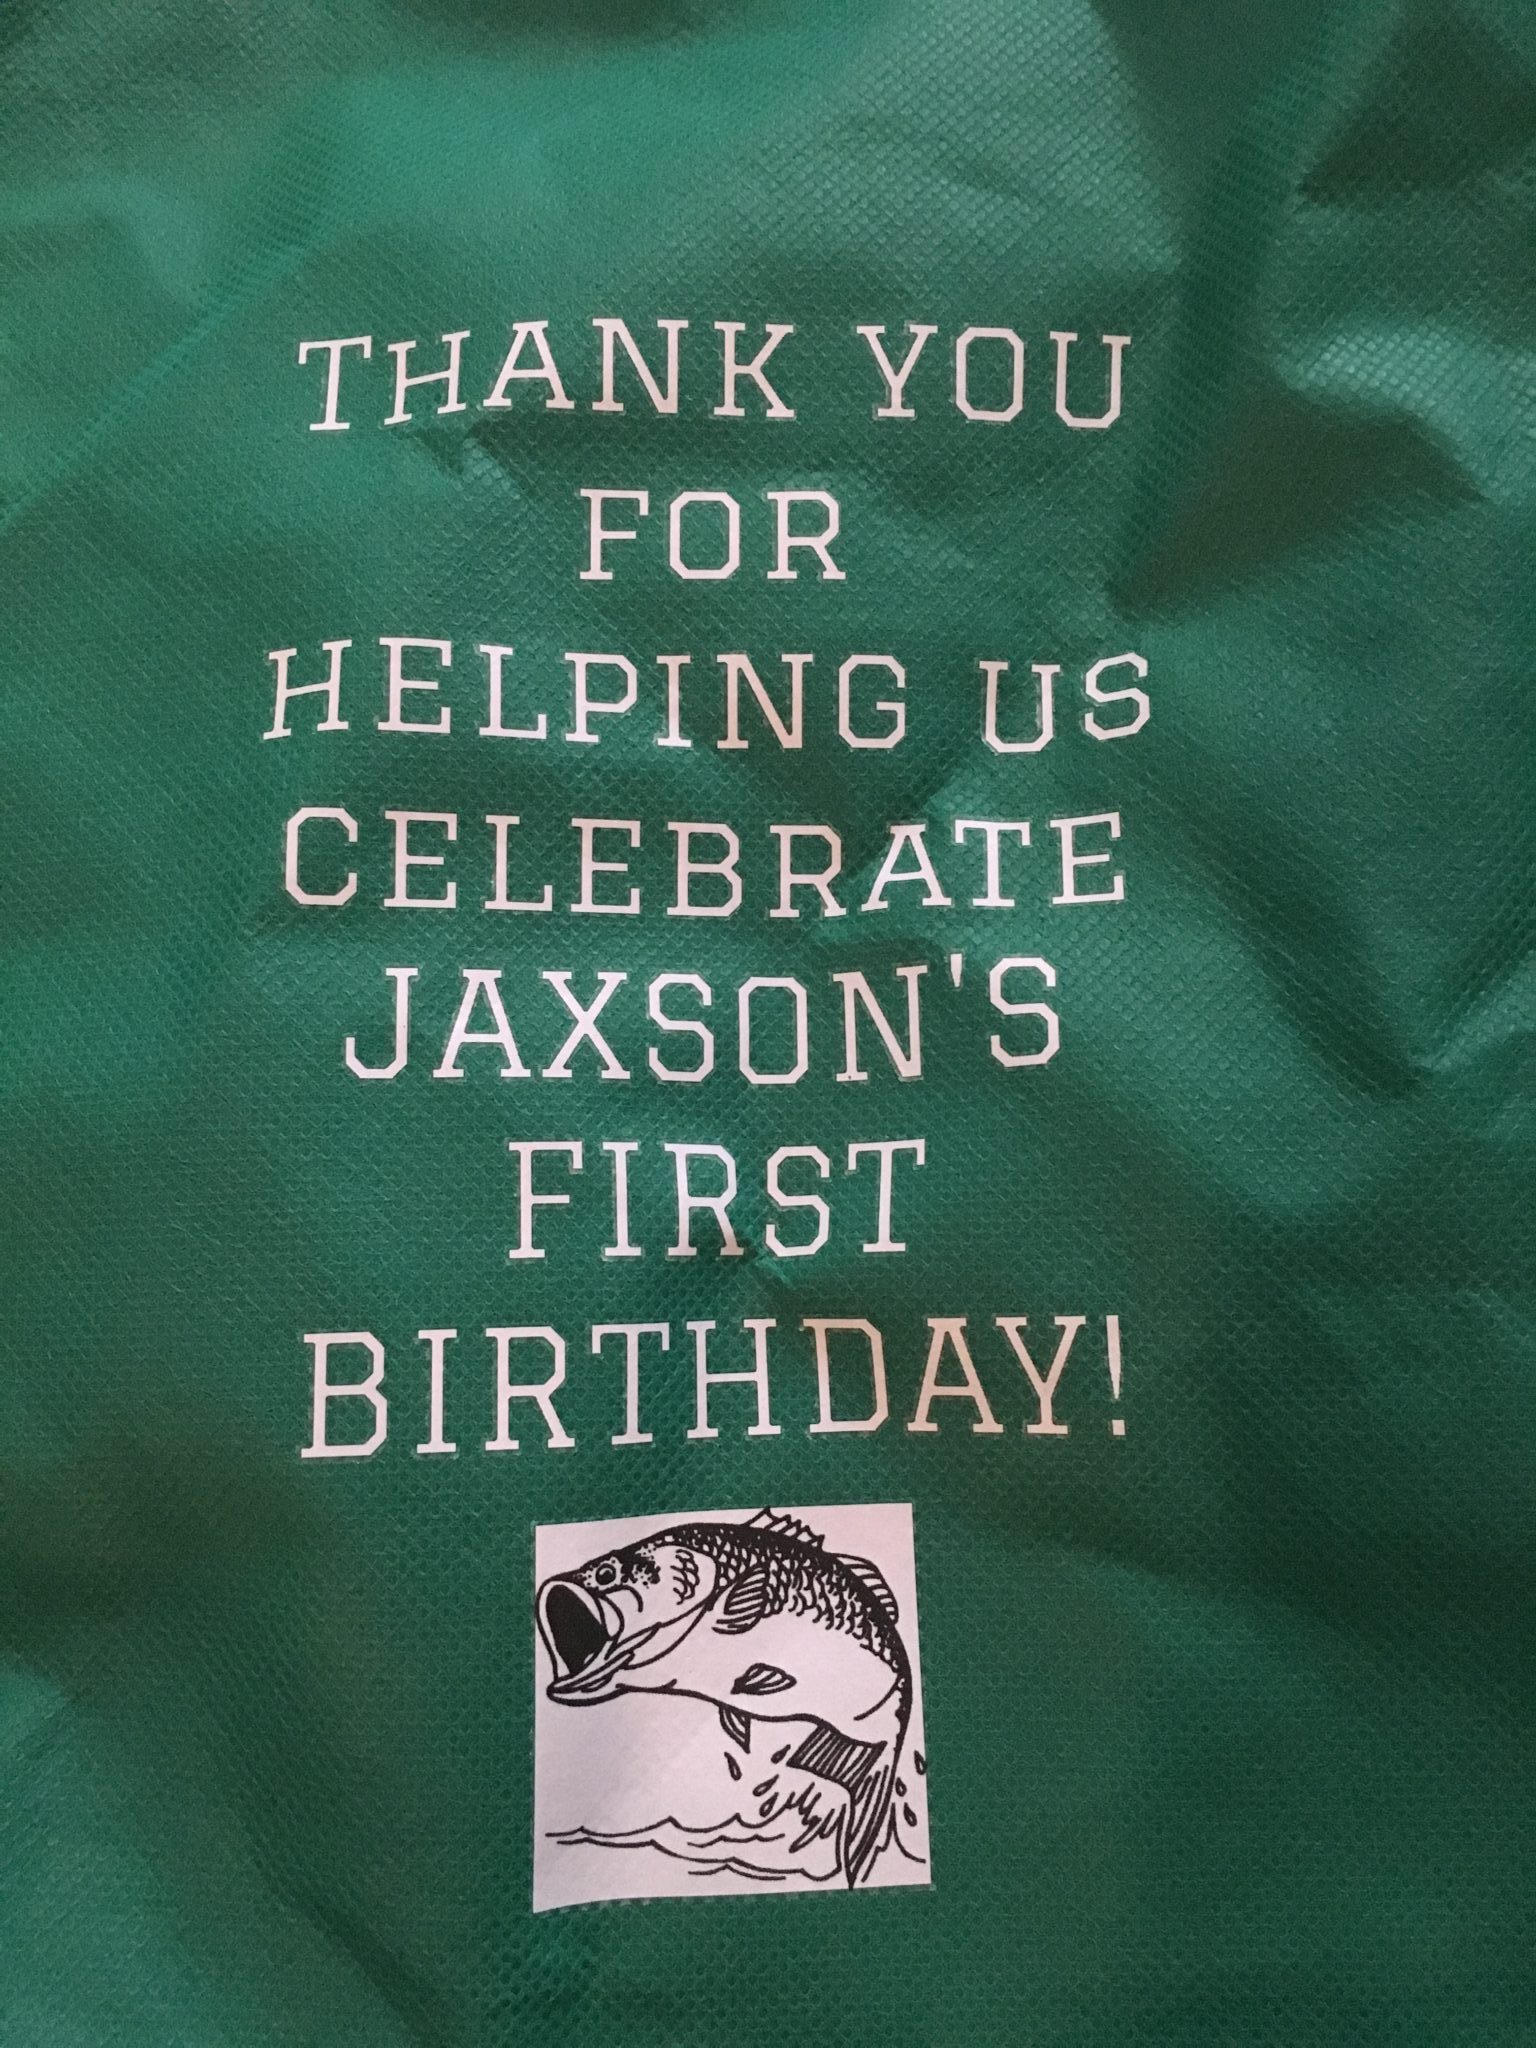 THANK YOU
FOR
HELPING US
CELEBRATE
JAXSON'S
FIRST
BIRTHDAY!